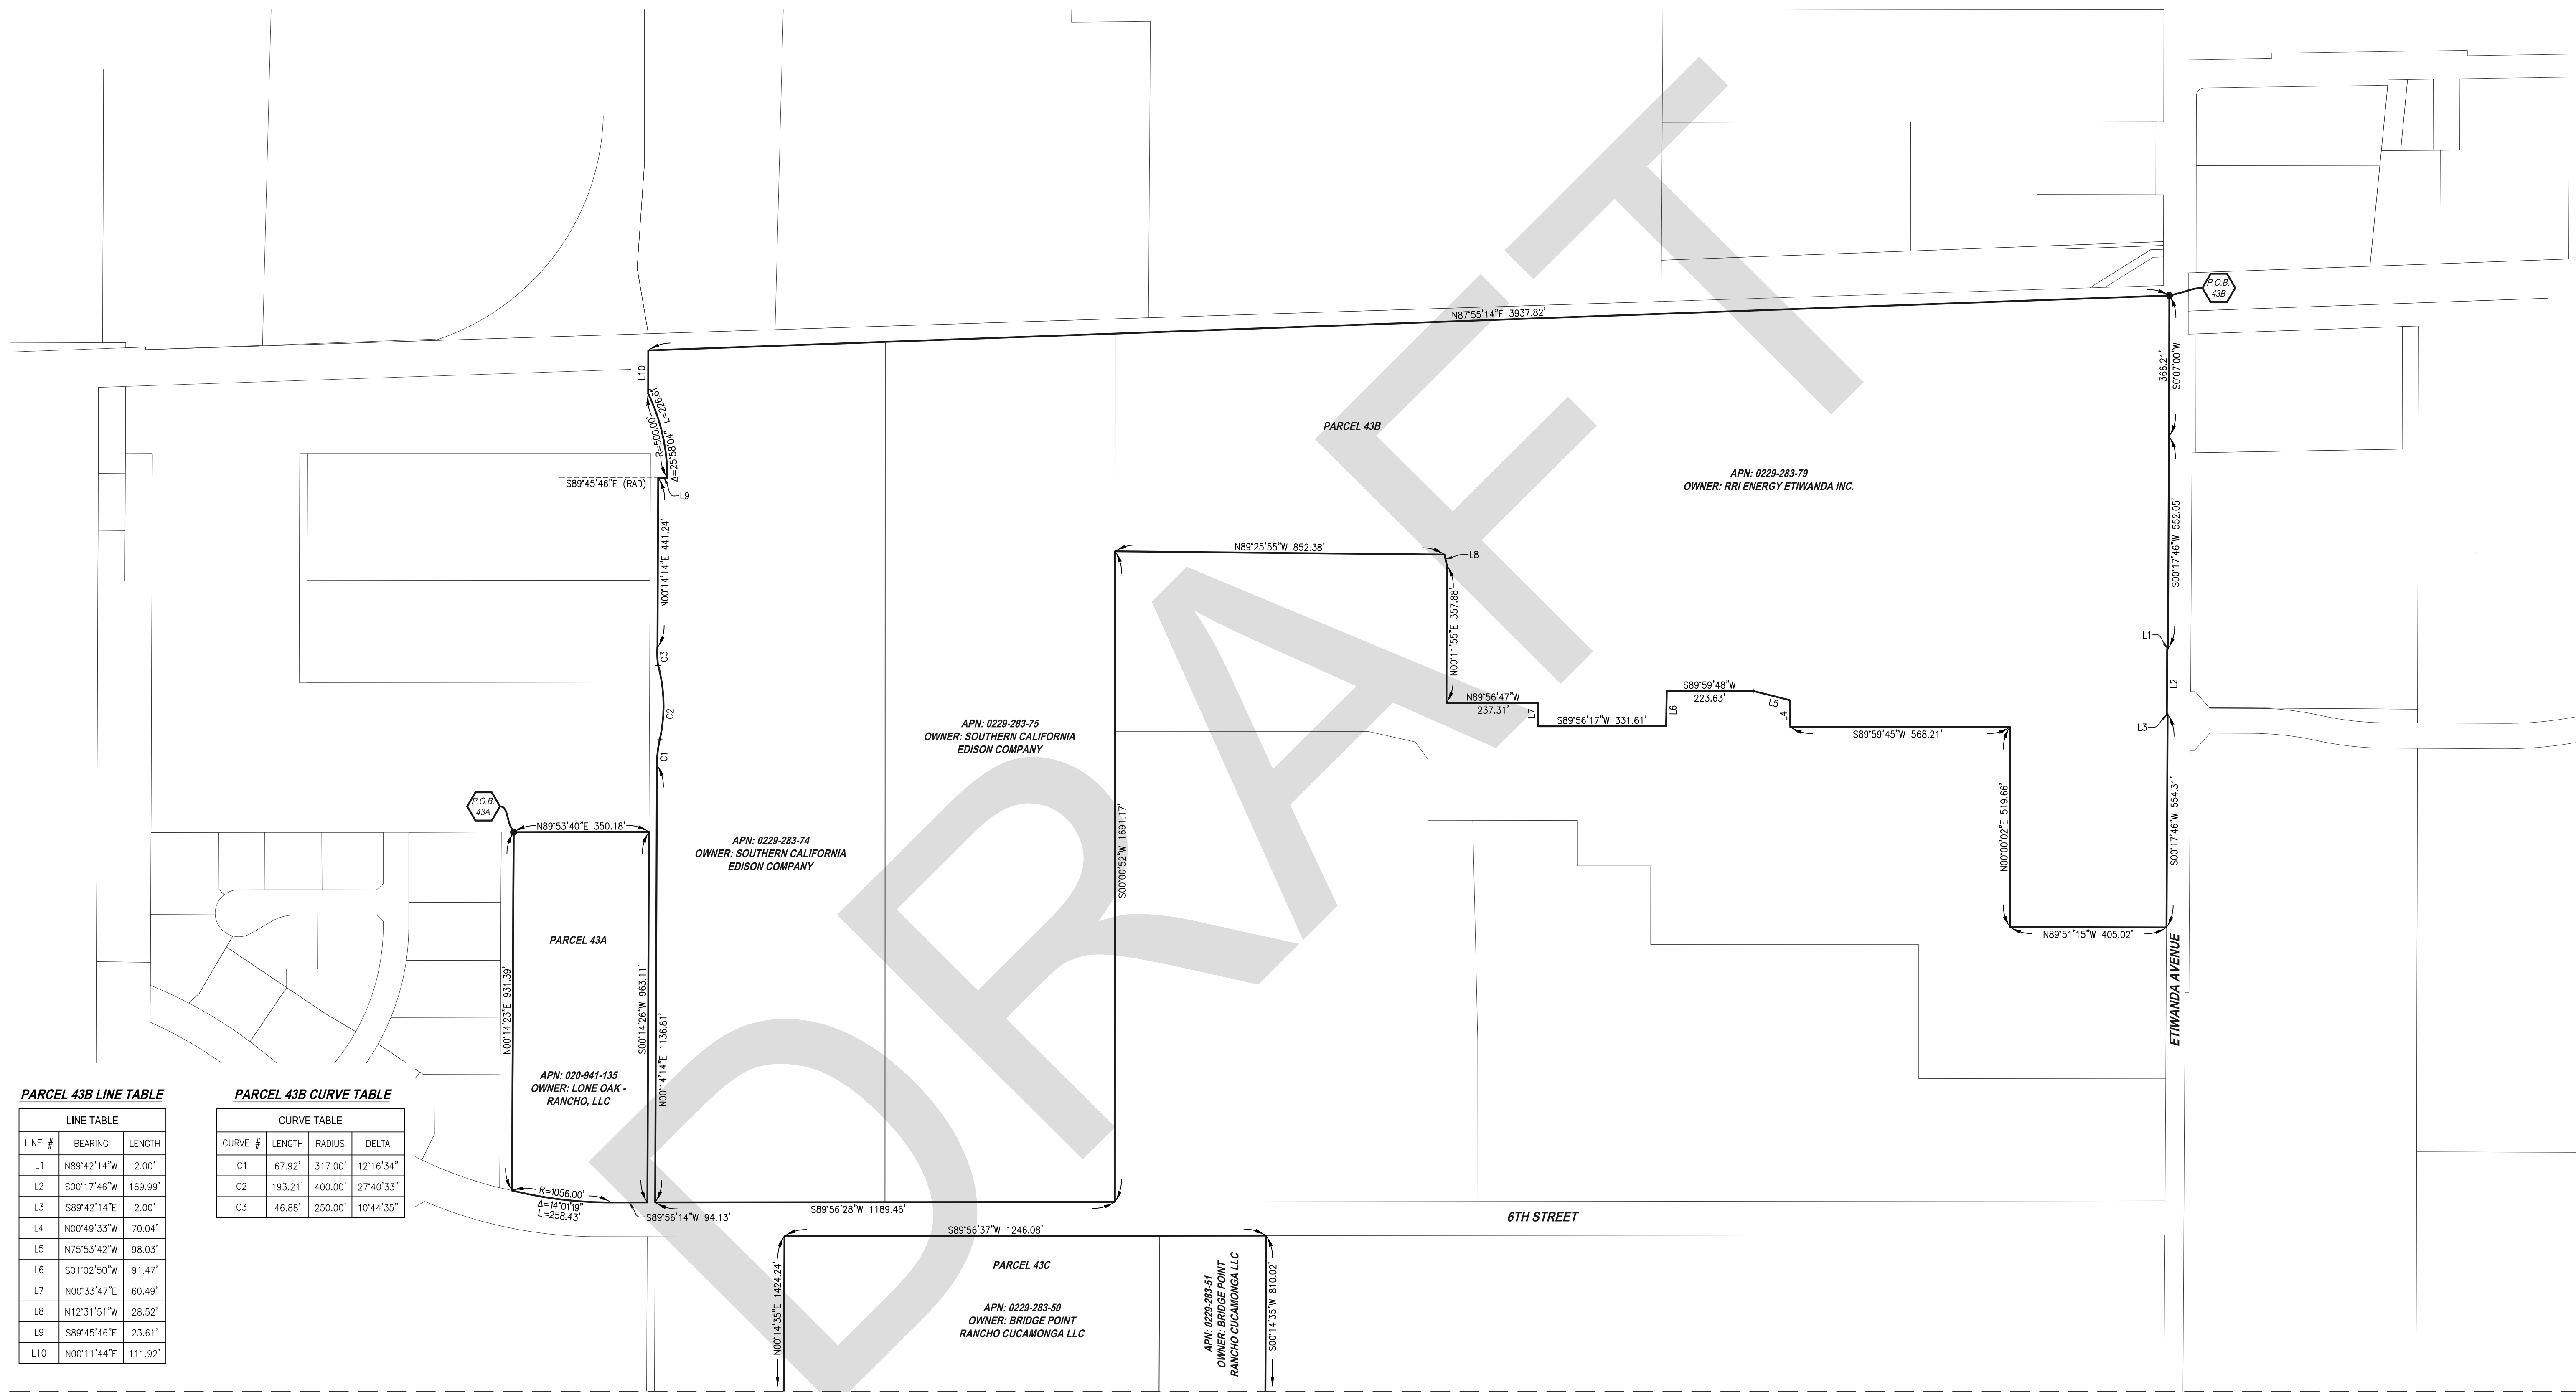 DRAFT
P.O.B.
43B
N87°55'14"E 3937.82'
366.21'
S0°07'00"W
L10
R=500.00'
L=226.61'
Δ=25°58'04"
S89°45'46"E (RAD)
L9
PARCEL 43B
APN: 0229-283-79
OWNER: RRI ENERGY ETIWANDA INC.
N00°14'14"E 441.24'
S00°17'46"W 552.05'
N89°25'55"W 852.38'
L8
N00°11'55"E 357.88'
L1
C3
L2
C2
N89°56'47"W
237.31'
L7
S89°56'17"W 331.61'
L6
S89°59'48"W
223.63'
L5
L4
S89°59'45"W 568.21'
L3
C1
APN: 0229-283-75
OWNER: SOUTHERN CALIFORNIA
EDISON COMPANY
P.O.B.
43A
N89°53'40"E 350.18'
APN: 0229-283-74
OWNER: SOUTHERN CALIFORNIA
EDISON COMPANY
S00°00'52"W 1691.17'
N00°00'02"E 519.66'
S00°17'46"W 554.31'
N89°51'15"W 405.02'
ETIWANDA AVENUE
PARCEL 43A
N00°14'23"E 931.39'
S00°14'26"W 963.11'
N00°14'14"E 1136.81'
APN: 020-941-135
OWNER: LONE OAK -
RANCHO, LLC
R=1056.00'
Δ=14°01'19"
L=258.43'
S89°56'14"W 94.13'
S89°56'28"W 1189.46'
6TH STREET
S89°56'37"W 1246.08'
N00°14'35"E 1424.24'
PARCEL 43C
APN: 0229-283-50
OWNER: BRIDGE POINT
RANCHO CUCAMONGA LLC
APN: 0229-283-51
OWNER: BRIDGE POINT
RANCHO CUCAMONGA LLC
S00°14'35"W 810.02'
PARCEL 43B LINE TABLE
LINE TABLE
LINE # BEARING LENGTH
L1 N89°42'14"W 2.00'
L2 S00°17'46"W 169.99'
L3 S89°42'14"E 2.00'
L4 N00°49'33"W 70.04'
L5 N75°53'42"W 98.03'
L6 S01°02'50"W 91.47'
L7 N00°33'47"E 60.49'
L8 N12°31'51"W 28.52'
L9 S89°45'46"E 23.61'
L10 N00°11'44"E 111.92'
PARCEL 43B CURVE TABLE
CURVE TABLE
CURVE # LENGTH RADIUS DELTA
C1 67.92' 317.00' 12°16'34"
C2 193.21' 400.00' 27°40'33"
C3 46.88' 250.00' 10°44'35"